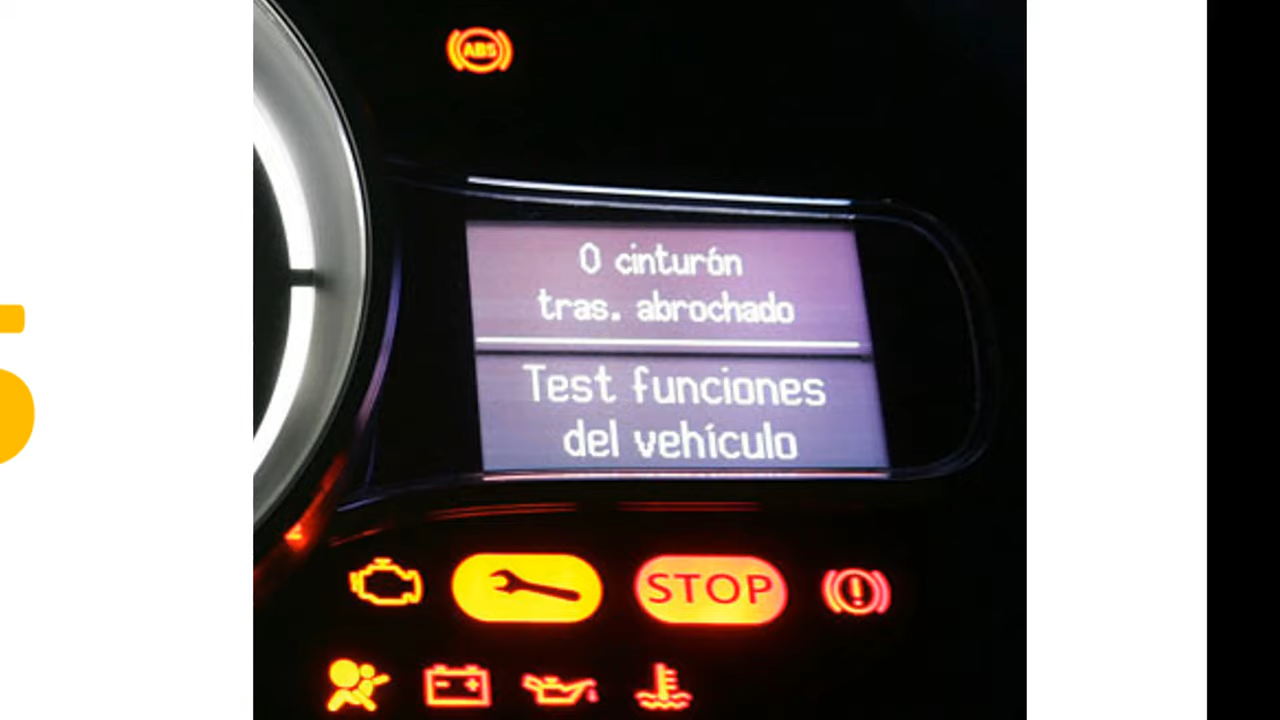 ABS
0 cinturón
tras. abrochado
Test funciones
del vehículo
STOP